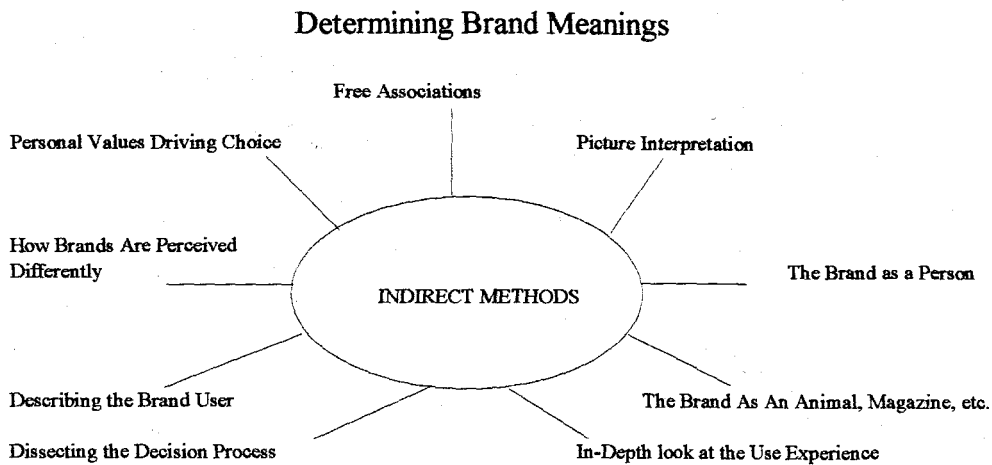 Determining Brand Meanings
Free Associations
Personal Values Driving Choice
Picture Interpretation
How Brands Are Perceived
Differently
The Brand as a Person
INDIRECT METHODS
Describing the Brand User
The Brand As An Animal, Magazine, etc.
Dissecting the Decision Process
In-Depth look at the Use Experience